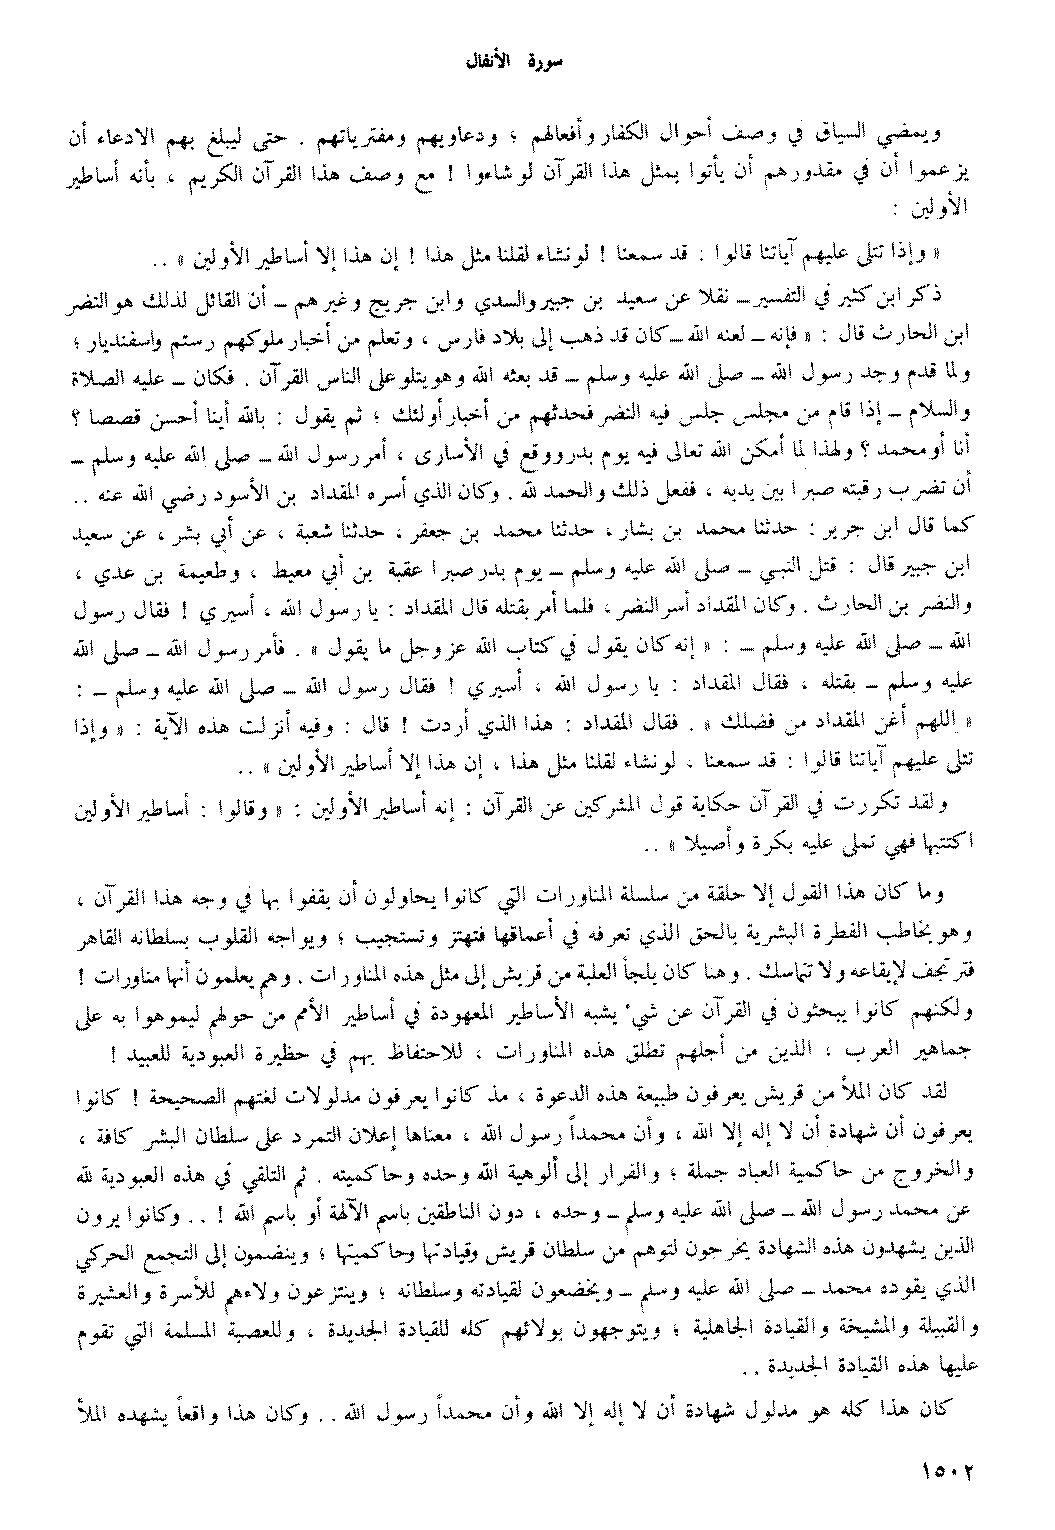 سورة الأنفال
ويمضي السياق في وصف أحوال الكفار وأفعالهم ؛ ودعاويهم ومفترياتهم . حتى ليبلغ بهم الادعاء أن
يزعموا أن في مقدورهم أن يأتوا بمثل هذا القرآن لو شاءوا ! مع وصف هذا القرآن الكريم ، بأنه أساطير
الأولين :
« وإذا تتلى عليهم آياتنا قالوا : قد سمعنا ! لو نشاء لقلنا مثل هذا ! إن هذا إلا أساطير الأولين » ..
ذكر ابن كثير في التفسير – نقلا عن سعيد بن جبير والسدي وابن جريج وغيرهم – أن القائل لذلك هو النضر
ابن الحارث قال : « فإنه – لعنه الله – كان قد ذهب إلى بلاد فارس ، وتعلم من أخبار ملوكهم رستم واسفنديار ؛
ولما قدم وجد رسول الله – صلى الله عليه وسلم – قد بعثه الله وهو يتلو على الناس القرآن . فكان – عليه الصلاة
والسلام – إذا قام من مجلس جلس فيه النضر فحدثهم من أخبار أولئك ؛ ثم يقول : بالله أينا أحسن قصصا ؟
أنا أو محمد ؟ ولهذا لما أمكن الله تعالى فيه يوم بدر ووقع في الأسارى ، أمر رسول الله – صلى الله عليه وسلم –
أن تضرب رقبته صبرا بين يديه ، ففعل ذلك والحمد لله . وكان الذي أسره المقداد بن الأسود رضي الله عنه ..
كما قال ابن جرير : حدثنا محمد بن بشار ، حدثنا محمد بن جعفر ، حدثنا شعبة ، عن أبي بشر ، عن سعيد
ابن جبير قال : قتل النبي – صلى الله عليه وسلم – يوم بدر صبرا عقبة بن أبي معيط ، وطعيمة بن عدي ،
والنضر بن الحارث . وكان المقداد أسر النضر ، فلما أمر بقتله قال المقداد : يا رسول الله ، أسيري ! فقال رسول
الله – صلى الله عليه وسلم – : « إنه كان يقول في كتاب الله عز وجل ما يقول » . فأمر رسول الله – صلى الله
عليه وسلم – بقتله ، فقال المقداد : يا رسول الله ، أسيري ! فقال رسول الله – صلى الله عليه وسلم – :
« اللهم أغن المقداد من فضلك » . فقال المقداد : هذا الذي أردت ! قال : وفيه أنزلت هذه الآية : « وإذا
تتلى عليهم آياتنا قالوا : قد سمعنا ، لو نشاء لقلنا مثل هذا ، إن هذا إلا أساطير الأولين » ..
ولقد تكررت في القرآن حكاية قول المشركين عن القرآن : إنه أساطير الأولين : « وقالوا : أساطير الأولين
اكتتبها فهي تملى عليه بكرة وأصيلا » ..
وما كان هذا القول إلا حلقة من سلسلة المناورات التي كانوا يحاولون أن يقفوا بها في وجه هذا القرآن ،
وهو يخاطب الفطرة البشرية بالحق الذي تعرفه في أعماقها فتهتز وتستجيب ؛ ويواجه القلوب بسلطانه القاهر
فترتجف لإيقاعه ولا تتماسك . وهنا كان يلجأ العلية من قريش إلى مثل هذه المناورات . وهم يعلمون أنها مناورات !
ولكنهم كانوا يبحثون في القرآن عن شيء يشبه الأساطير المعهودة في أساطير الأمم من حولهم ليموهوا به على
جماهير العرب ، الذين من أجلهم تطلق هذه المناورات ، للاحتفاظ بهم في حظيرة العبودية للعبيد !
لقد كان الملأ من قريش يعرفون طبيعة هذه الدعوة ، مذ كانوا يعرفون مدلولات لغتهم الصحيحة ! كانوا
يعرفون أن شهادة أن لا إله إلا الله ، وأن محمداً رسول الله ، معناها إعلان التمرد على سلطان البشر كافة ،
والخروج من حاكمية العباد جملة ؛ والفرار إلى ألوهية الله وحده وحاكميته . ثم التلقي في هذه العبودية لله
عن محمد رسول الله – صلى الله عليه وسلم – وحده ، دون الناطقين باسم الآلهة أو باسم الله ! .. وكانوا يرون
الذين يشهدون هذه الشهادة يخرجون لتوهم من سلطان قريش وقيادتها وحاكميتها ؛ وينضمون إلى التجمع الحركي
الذي يقوده محمد – صلى الله عليه وسلم – ويخضعون لقيادته وسلطانه ؛ وينتزعون ولاءهم للأسرة والعشيرة
والقبيلة والمشيخة والقيادة الجاهلية ؛ ويتوجهون بولائهم كله للقيادة الجديدة ، وللعصبة المسلمة التي تقوم
عليها هذه القيادة الجديدة ..
كان هذا كله هو مدلول شهادة أن لا إله إلا الله وأن محمداً رسول الله .. وكان هذا واقعاً يشهده الملأ
١٥٠٢